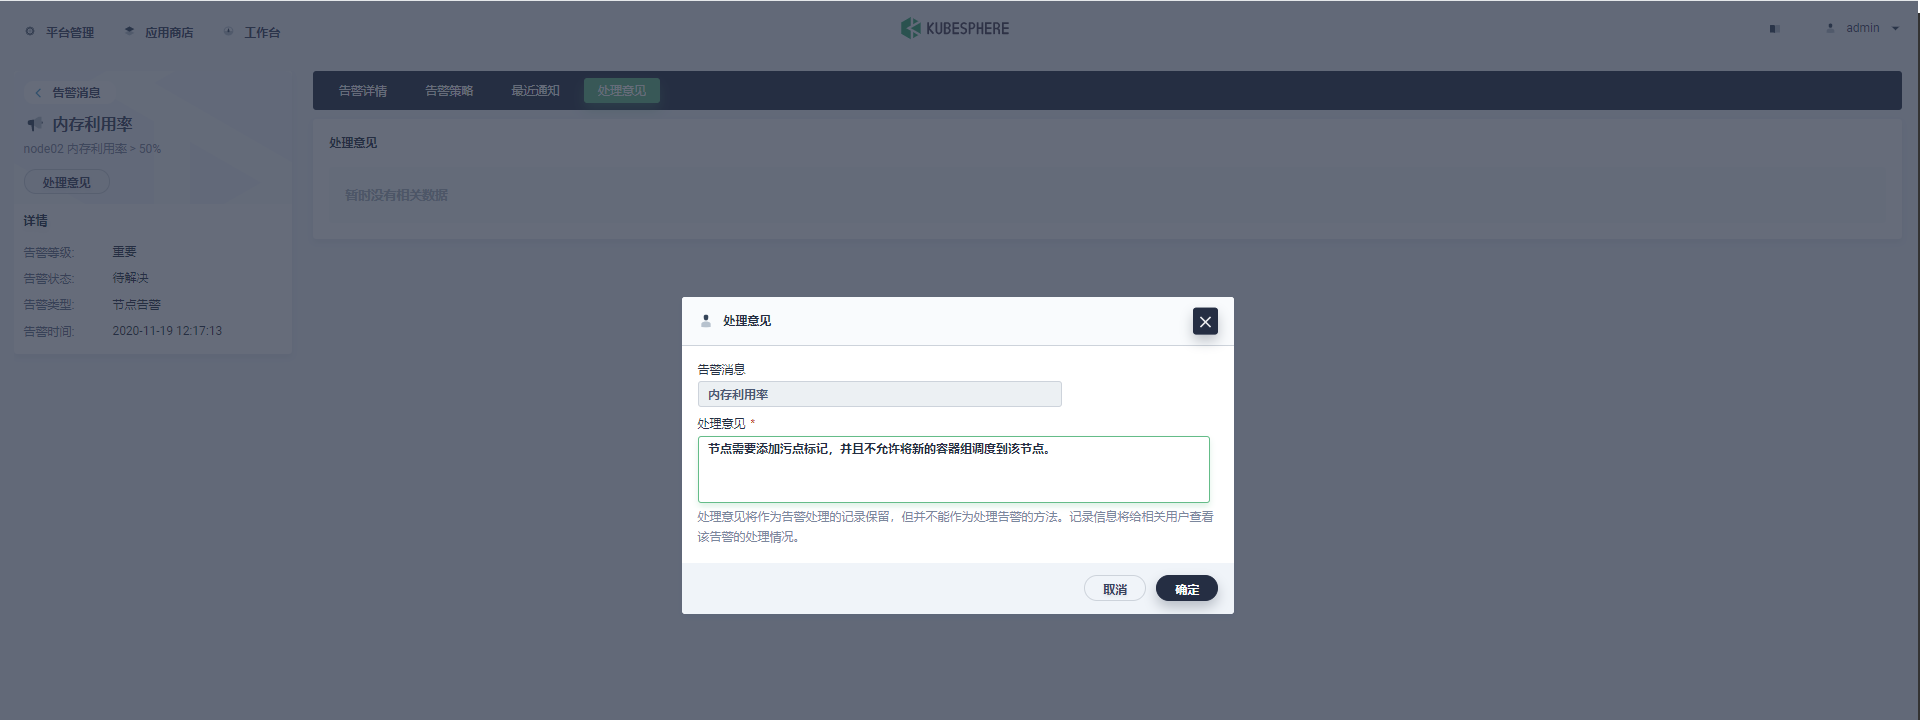 平台管理
应用商店
工作台
KUBESPHERE
admin
告警消息
内存利用率
node02 内存利用率 > 50%
处理意见
详情
告警等级: 重要
告警状态: 待解决
告警类型: 节点告警
告警时间: 2020-11-19 12:17:13
告警详情
告警策略
最近通知
处理意见
处理意见
暂时没有相关数据
处理意见
告警消息
内存利用率
处理意见 *
节点需要添加污点标记，并且不允许将新的容器组调度到该节点。
处理意见将作为告警处理的记录保留，但并不能作为处理告警的方法。记录信息将给相关用户查看
该告警的处理情况。
取消
确定